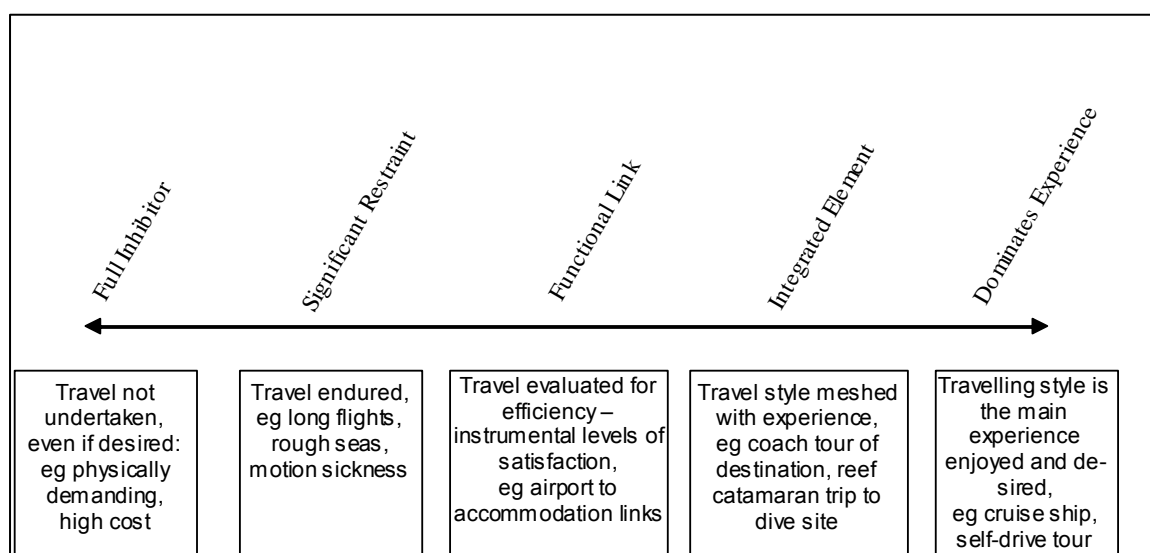 Full Inhibitor
Significant Restraint
Functional Link
Integrated Element
Dominates Experience
Travel not
undertaken,
even if desired:
eg physically
demanding,
high cost
Travel endured,
eg long flights,
rough seas,
motion sickness
Travel evaluated for
efficiency –
instrumental levels of
satisfaction,
eg airport to
accommodation links
Travel style meshed
with experience,
eg coach tour of
destination, reef
catamaran trip to
dive site
Travelling style is
the main
experience
enjoyed and de-
sired,
eg cruise ship,
self-drive tour